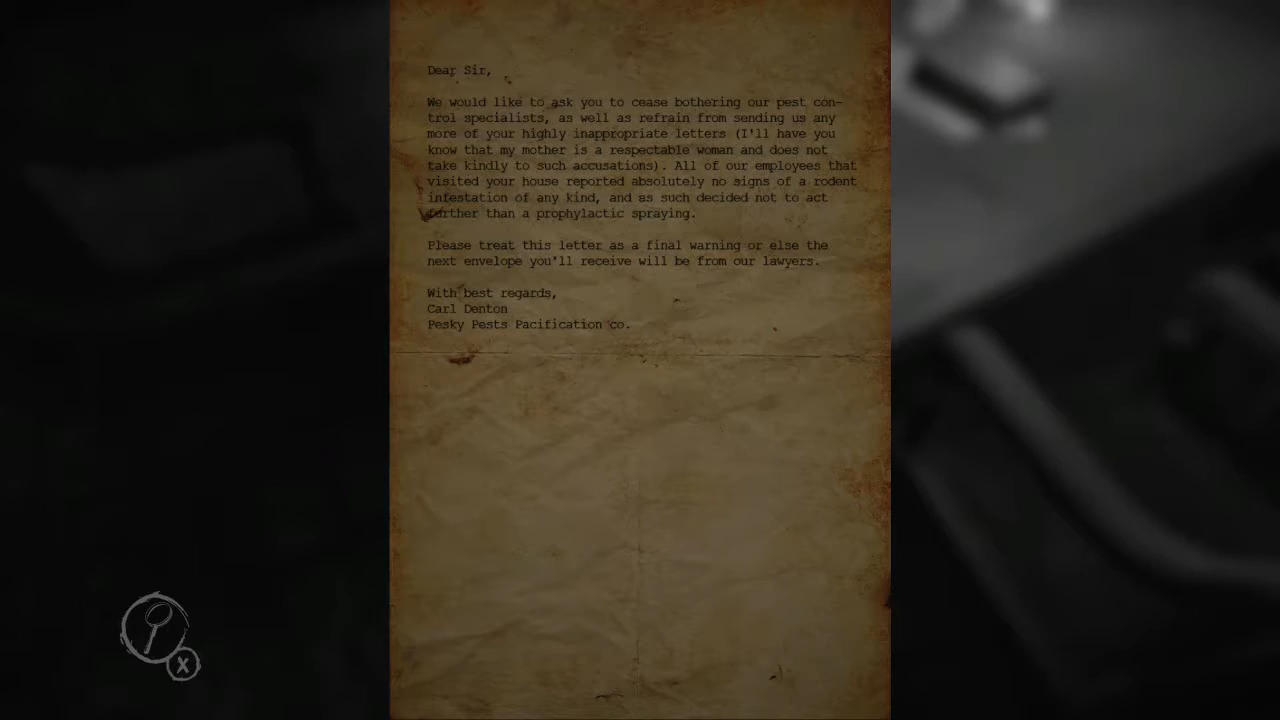 Dear Sir,
We would like to ask you to cease bothering our pest con-
trol specialists, as well as refrain from sending us any
more of your highly inappropriate letters (I'll have you
know that my mother is a respectable woman and does not
take kindly to such accusations). All of our employees that
visited your house reported absolutely no signs of a rodent
infestation of any kind, and as such decided not to act
further than a prophylactic spraying.
Please treat this letter as a final warning or else the
next envelope you'll receive will be from our lawyers.
With best regards,
Carl Denton
Pesky Pests Pacification co.
X